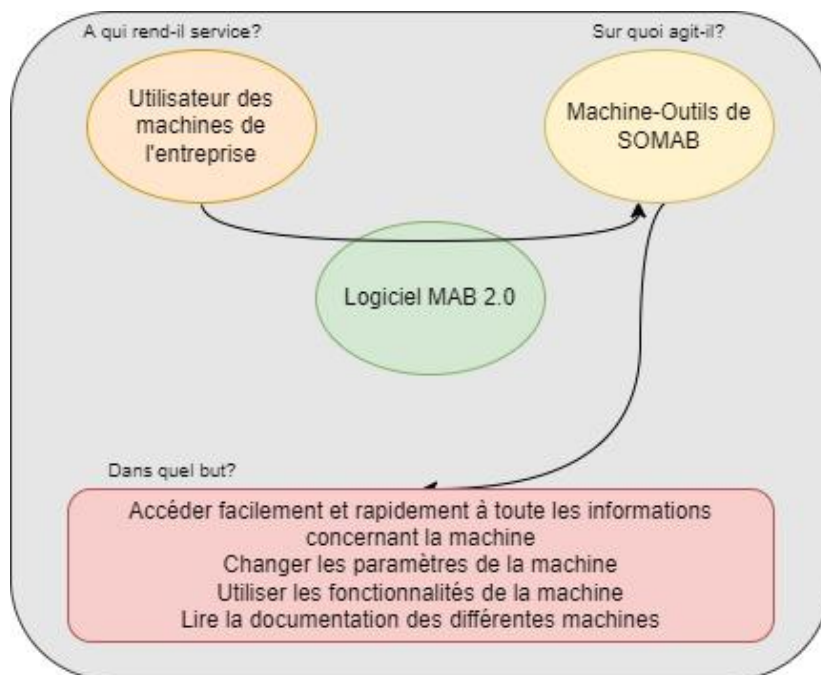 A qui rend-il service?
Sur quoi agit-il?
Utilisateur des
machines de
l'entreprise
Machine-Outils de
SOMAB
Logiciel MAB 2.0
Dans quel but?
Accéder facilement et rapidement à toute les informations
concernant la machine
Changer les paramètres de la machine
Utiliser les fonctionnalités de la machine
Lire la documentation des différentes machines